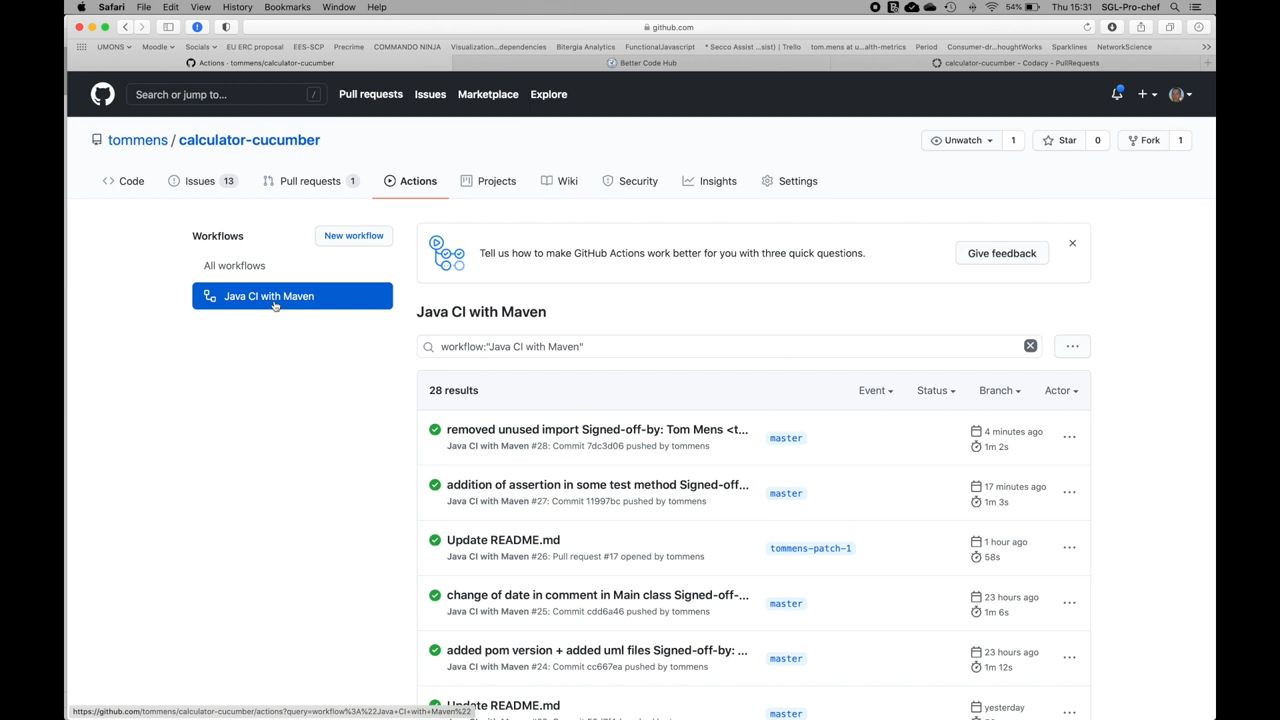 Safari File Edit View History Bookmarks Window Help 54% Thu 15:31 SGL-Pro-chef
github.com
UMONS Moodle Socials EU ERC proposal EES-SCP Precrime COMMANDO NINJA Visualization...dependencies Bitergia Analytics FunctionalJavascript * Secco Assist ...sist) | Trello tom.mens at u...alth-metrics Period Consumer-dr...houghtWorks Sparklines NetworkScience
Actions · tommens/calculator-cucumber Better Code Hub calculator-cucumber - Codacy - PullRequests
Search or jump to... / Pull requests Issues Marketplace Explore
tommens / calculator-cucumber Unwatch 1 Star 0 Fork 1
Code Issues 13 Pull requests 1 Actions Projects Wiki Security Insights Settings
Workflows New workflow
All workflows
Java CI with Maven
Tell us how to make GitHub Actions work better for you with three quick questions. Give feedback
Java CI with Maven
workflow:"Java CI with Maven"
28 results Event Status Branch Actor
removed unused import Signed-off-by: Tom Mens <t... master 4 minutes ago
Java CI with Maven #28: Commit 7dc3d06 pushed by tommens 1m 2s
addition of assertion in some test method Signed-off... master 17 minutes ago
Java CI with Maven #27: Commit 11997bc pushed by tommens 1m 3s
Update README.md tommens-patch-1 1 hour ago
Java CI with Maven #26: Pull request #17 opened by tommens 58s
change of date in comment in Main class Signed-off-... master 23 hours ago
Java CI with Maven #25: Commit cdd6a46 pushed by tommens 1m 6s
added pom version + added uml files Signed-off-by: ... master 23 hours ago
Java CI with Maven #24: Commit cc667ea pushed by tommens 1m 12s
Update README.md master yesterday
https://github.com/tommens/calculator-cucumber/actions?query=workflow%3A%22Java+CI+with+Maven%22